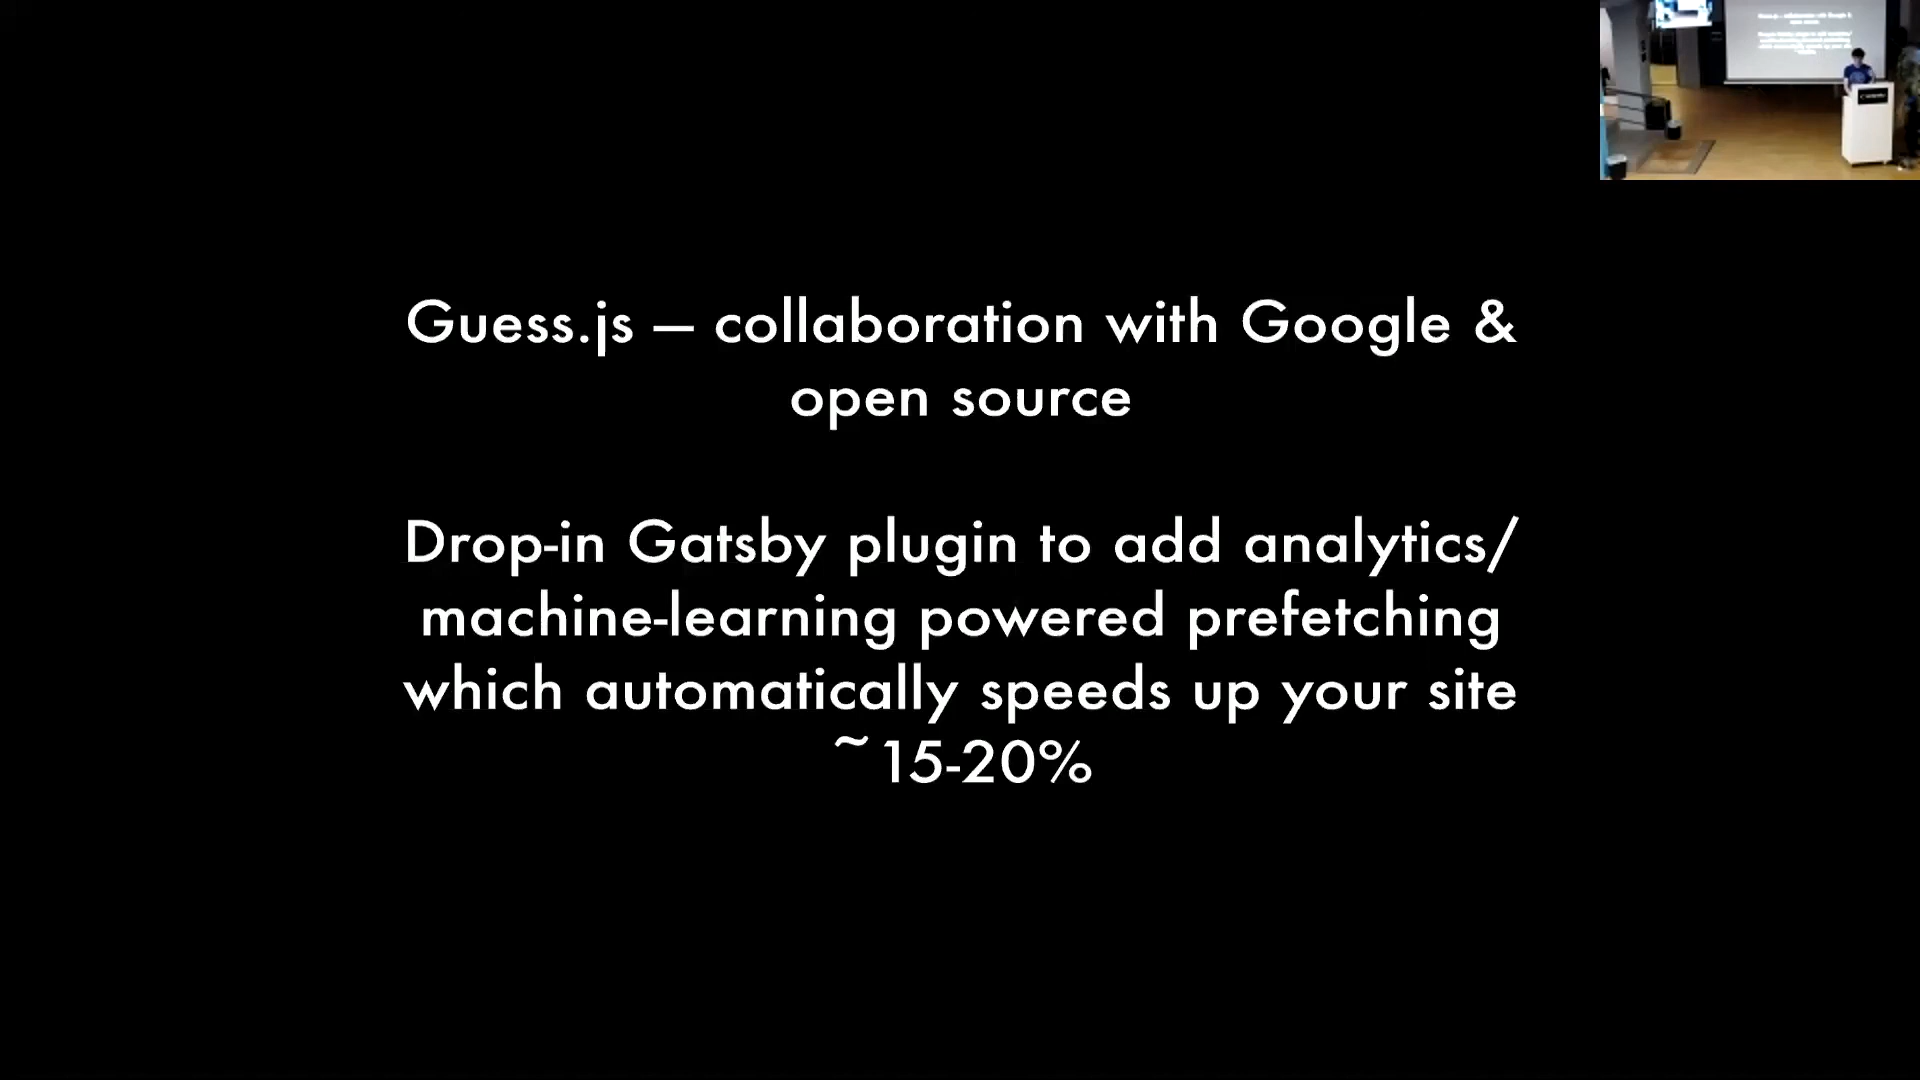 Guess.js — collaboration with Google &
open source
Drop-in Gatsby plugin to add analytics/
machine-learning powered prefetching
which automatically speeds up your site
~15-20%